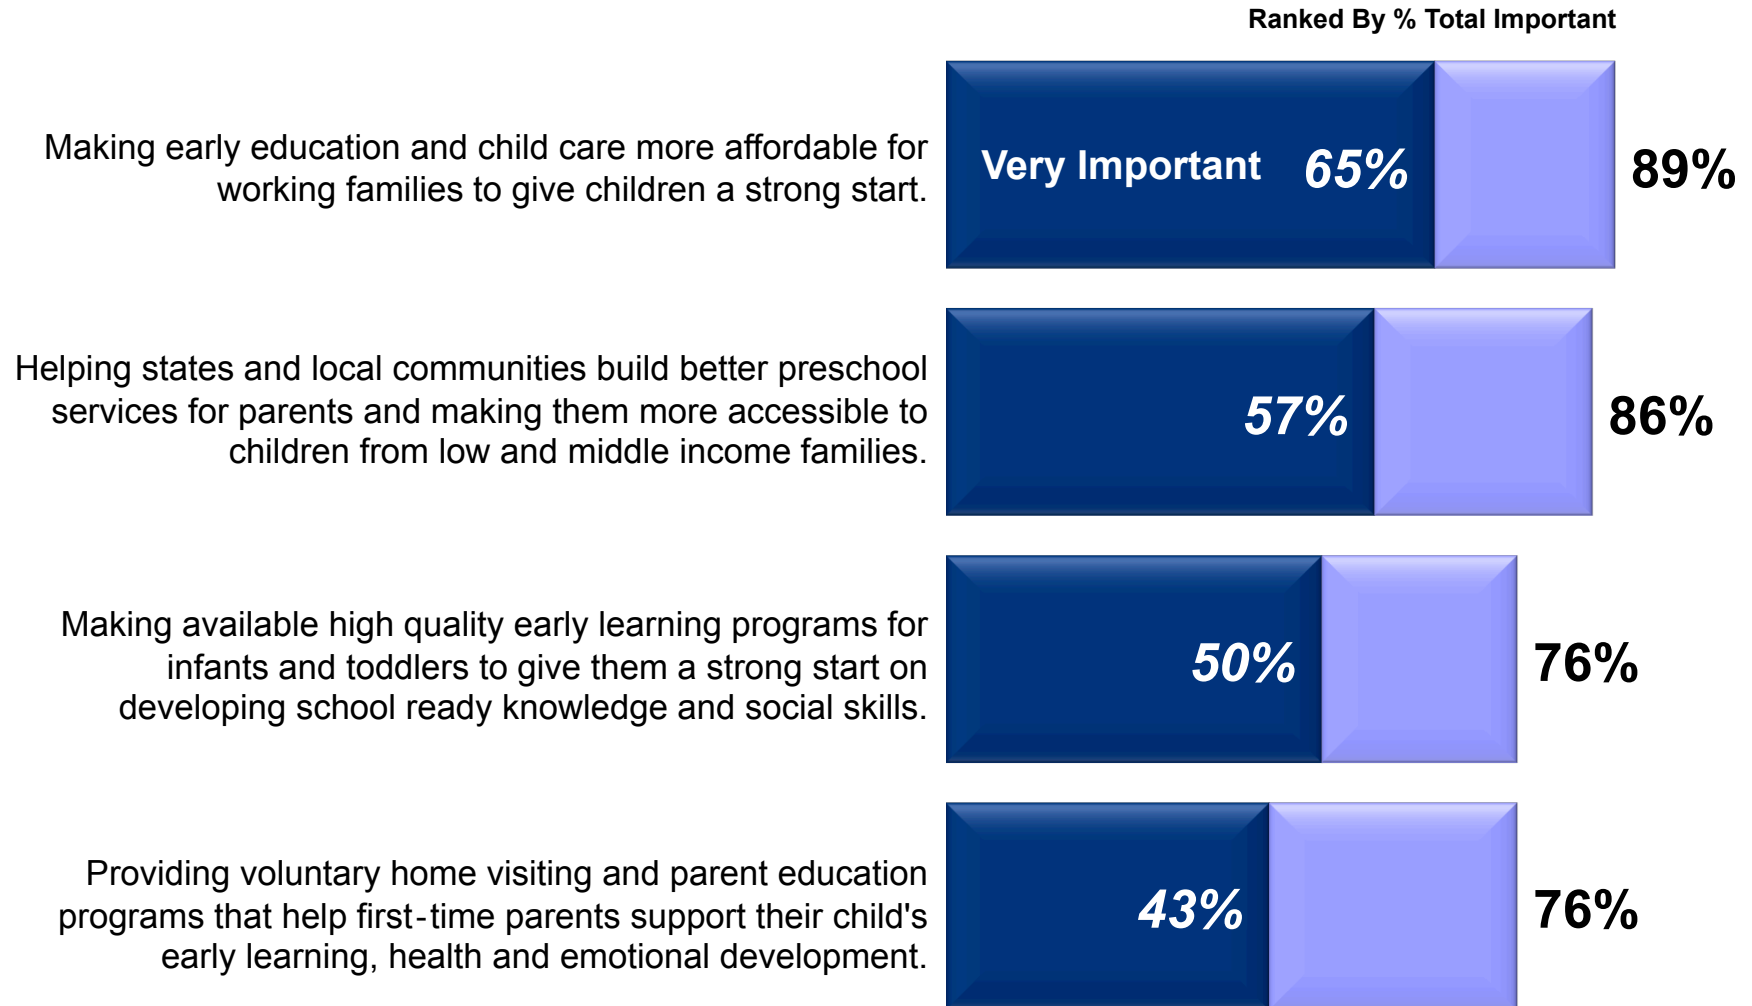 Ranked By % Total Important
Making early education and child care more affordable for
working families to give children a strong start.
Very Important 65% 89%
Helping states and local communities build better preschool
services for parents and making them more accessible to
children from low and middle income families.
57% 86%
Making available high quality early learning programs for
infants and toddlers to give them a strong start on
developing school ready knowledge and social skills.
50% 76%
Providing voluntary home visiting and parent education
programs that help first-time parents support their child's
early learning, health and emotional development.
43% 76%